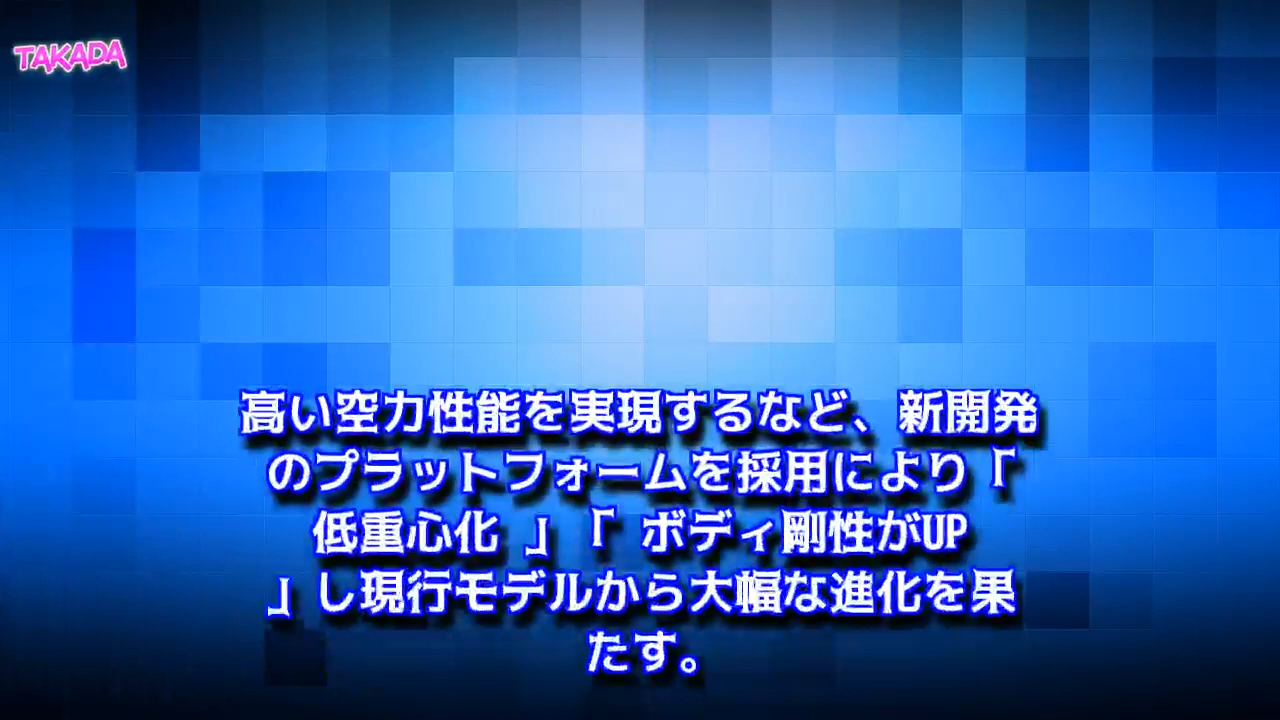 TAKADA
高い空力性能を実現するなど、新開発
のプラットフォームを採用により「
低重心化 」「 ボディ剛性がUP
」し現行モデルから大幅な進化を果
たす。